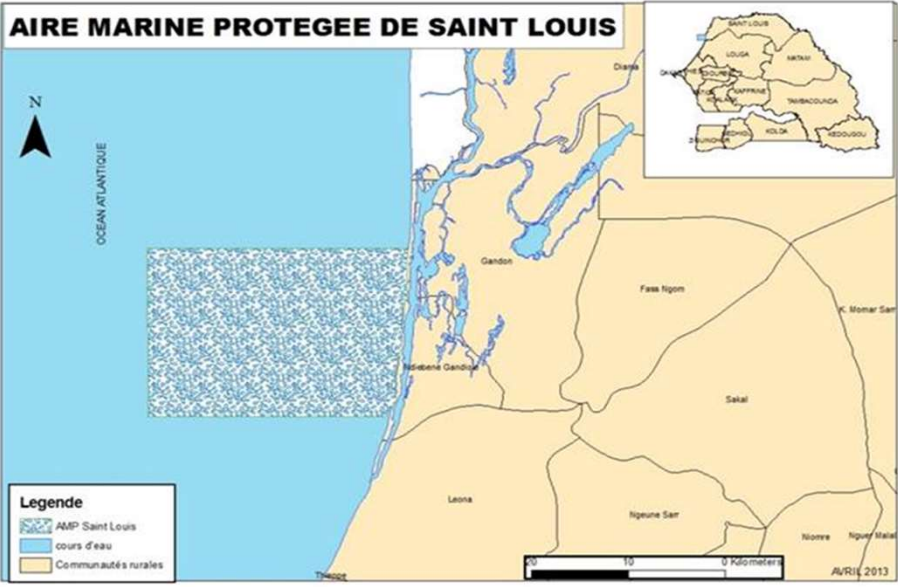 AIRE MARINE PROTEGEE DE SAINT LOUIS
SAINT LOUIS
LOUGA
MATAM
KAFFRINE
TAMBACOUNDA
KOLDA
KEDOUGOU
Diama
N
OCEAN ATLANTIQUE
Gandon
Fass Ngom
K. Momar Sarr
Ndiebene Gandiole
Sakal
Leona
Ngeune Sarr
Niomre
Nguer Malal
Thieppe
Legende
AMP Saint Louis
cours d'eau
Communautés rurales
20 10 0 Kilometers
AVRIL 2013